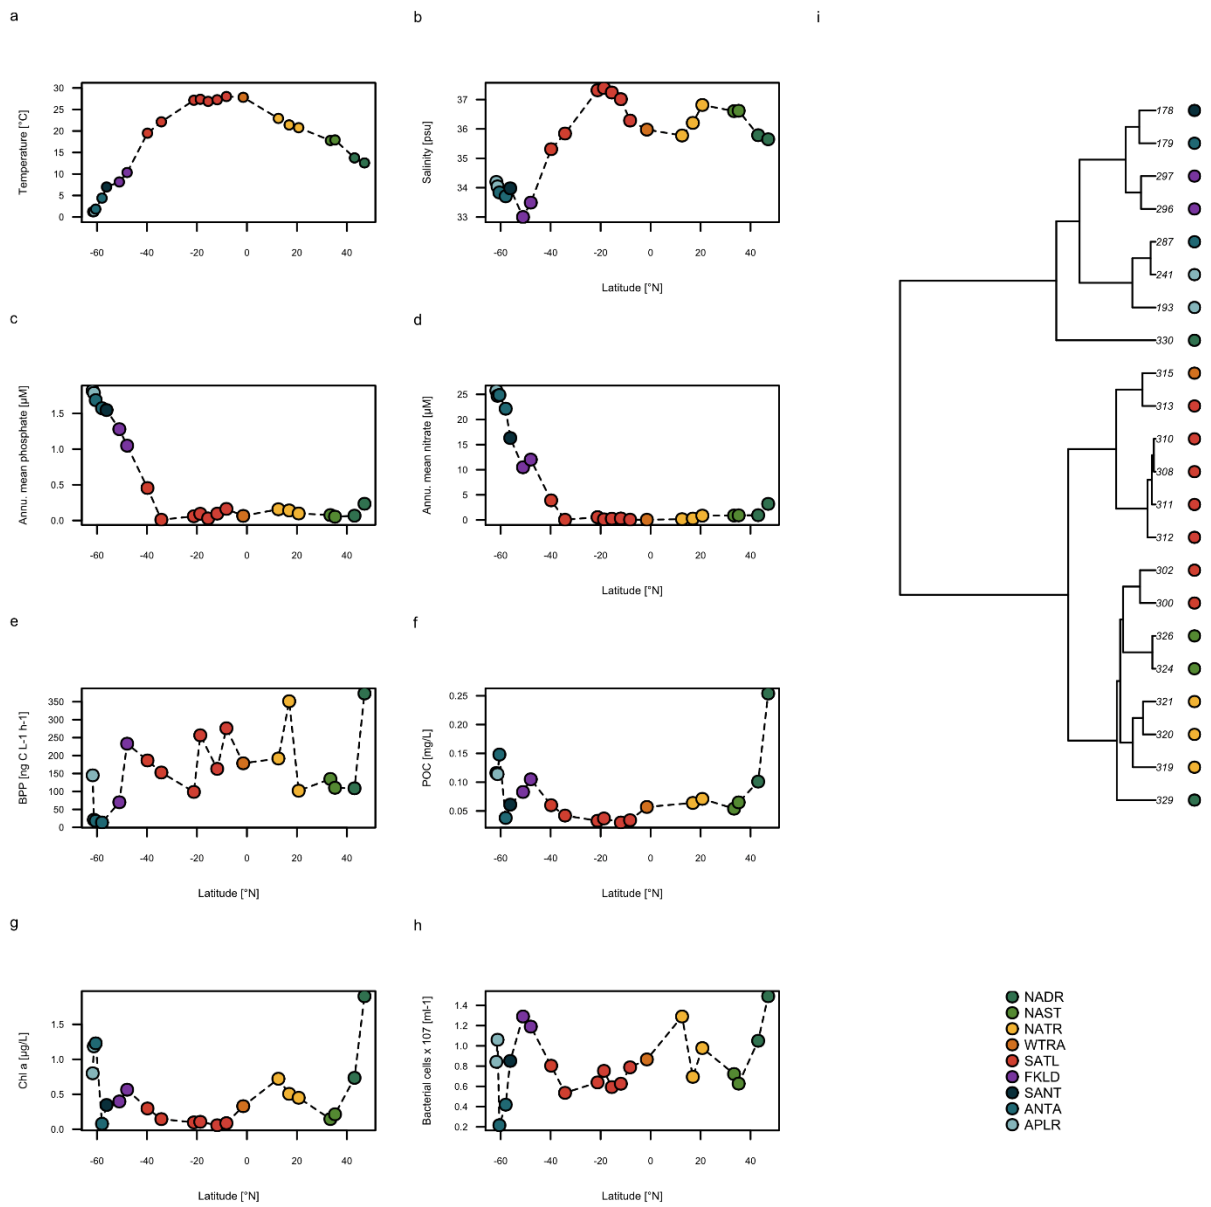 a
b
i
Temperature [°C]
30
25
20
15
10
5
0
-60 -40 -20 0 20 40
Salinity [psu]
37
36
35
34
33
-60 -40 -20 0 20 40
Latitude [°N]
c
d
Annu. mean phosphate [µM]
1.5
1.0
0.5
0.0
-60 -40 -20 0 20 40
Annu. mean nitrate [µM]
25
20
15
10
5
0
-60 -40 -20 0 20 40
Latitude [°N]
e
f
BPP [ng C L-1 h-1]
350
300
250
200
150
100
50
0
-60 -40 -20 0 20 40
Latitude [°N]
POC [mg/L]
0.25
0.20
0.15
0.10
0.05
-60 -40 -20 0 20 40
Latitude [°N]
g
h
Chl a [µg/L]
1.5
1.0
0.5
0.0
-60 -40 -20 0 20 40
Latitude [°N]
Bacterial cells x 107 [ml-1]
1.4
1.2
1.0
0.8
0.6
0.4
0.2
-60 -40 -20 0 20 40
Latitude [°N]
178
179
297
296
287
241
193
330
315
313
310
308
311
312
302
300
326
324
321
320
319
329
NADR
NAST
NATR
WTRA
SATL
FKLD
SANT
ANTA
APLR